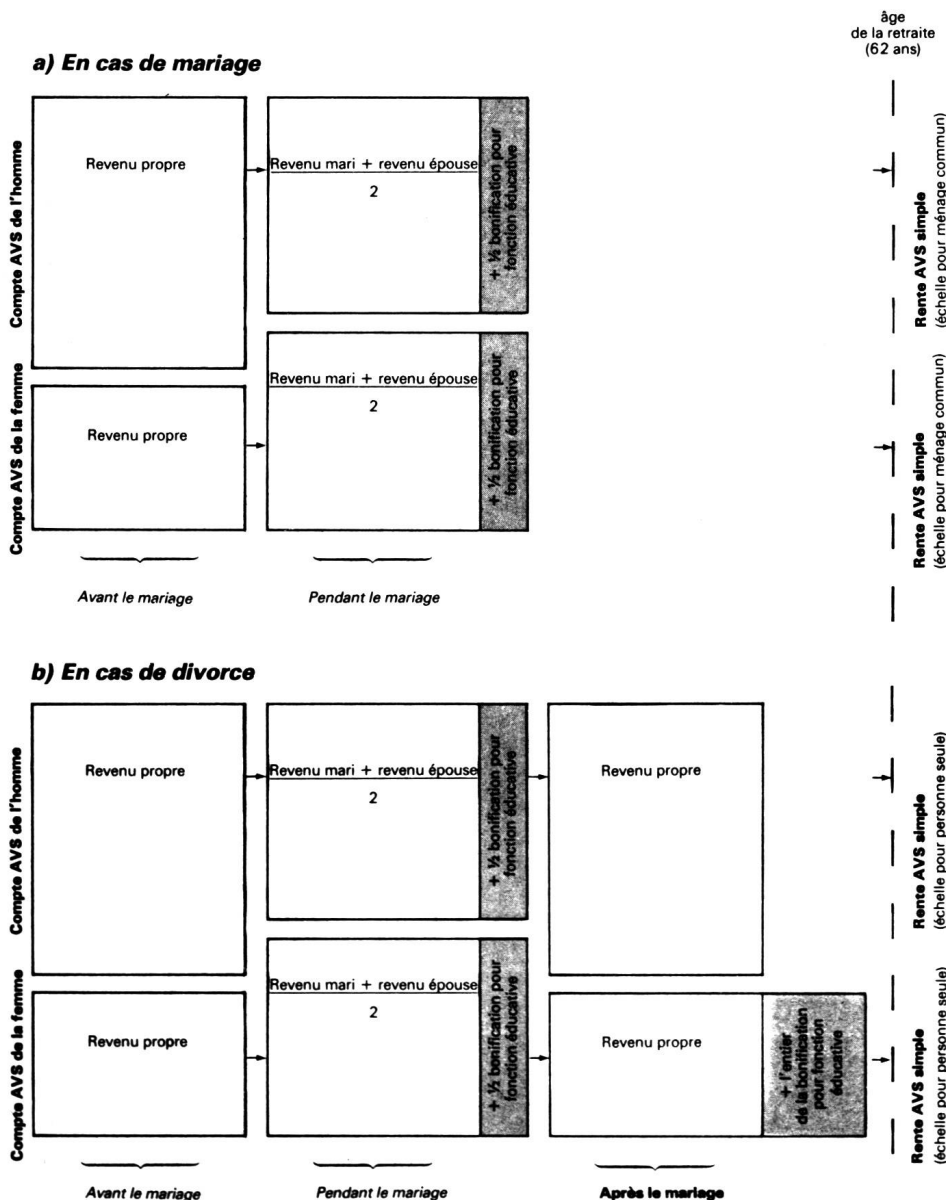 âge
de la retraite
(62 ans)
a) En cas de mariage
Compte AVS de l'homme
Revenu propre
Revenu mari + revenu épouse
2
+ ½ bonification pour
fonction éducative
Rente AVS simple
(échelle pour ménage commun)
Compte AVS de la femme
Revenu propre
Revenu mari + revenu épouse
2
+ ½ bonification pour
fonction éducative
Rente AVS simple
(échelle pour ménage commun)
Avant le mariage
Pendant le mariage
b) En cas de divorce
Compte AVS de l'homme
Revenu propre
Revenu mari + revenu épouse
2
+ ½ bonification pour
fonction éducative
Revenu propre
Rente AVS simple
(échelle pour personne seule)
Compte AVS de la femme
Revenu propre
Revenu mari + revenu épouse
2
+ ½ bonification pour
fonction éducative
Revenu propre
+ l'entier
de la bonification
pour fonction
éducative
Rente AVS simple
(échelle pour personne seule)
Avant le mariage
Pendant le mariage
Après le mariage